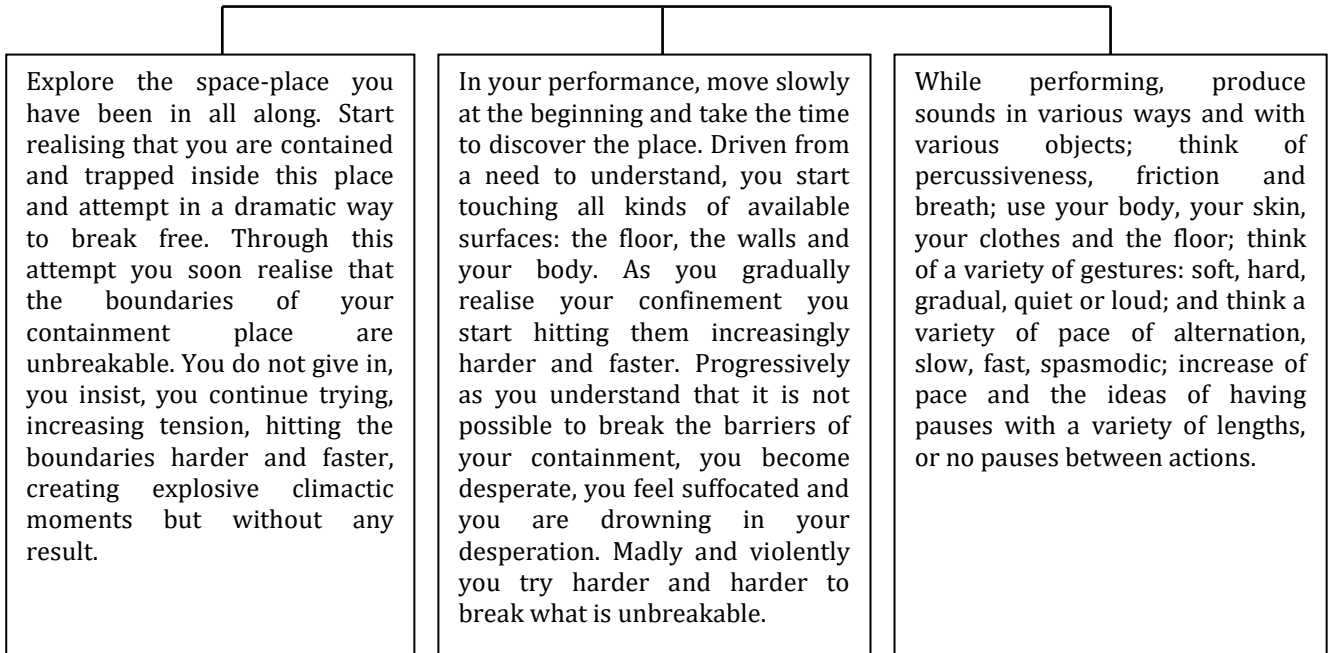 Explore the space-place you
have been in all along. Start
realising that you are contained
and trapped inside this place
and attempt in a dramatic way
to break free. Through this
attempt you soon realise that
the boundaries of your
containment place are
unbreakable. You do not give in,
you insist, you continue trying,
increasing tension, hitting the
boundaries harder and faster,
creating explosive climactic
moments but without any
result.
In your performance, move slowly
at the beginning and take the time
to discover the place. Driven from
a need to understand, you start
touching all kinds of available
surfaces: the floor, the walls and
your body. As you gradually
realise your confinement you
start hitting them increasingly
harder and faster. Progressively
as you understand that it is not
possible to break the barriers of
your containment, you become
desperate, you feel suffocated and
you are drowning in your
desperation. Madly and violently
you try harder and harder to
break what is unbreakable.
While performing, produce
sounds in various ways and with
various objects; think of
percussiveness, friction and
breath; use your body, your skin,
your clothes and the floor; think
of a variety of gestures: soft, hard,
gradual, quiet or loud; and think a
variety of pace of alternation,
slow, fast, spasmodic; increase of
pace and the ideas of having
pauses with a variety of lengths,
or no pauses between actions.